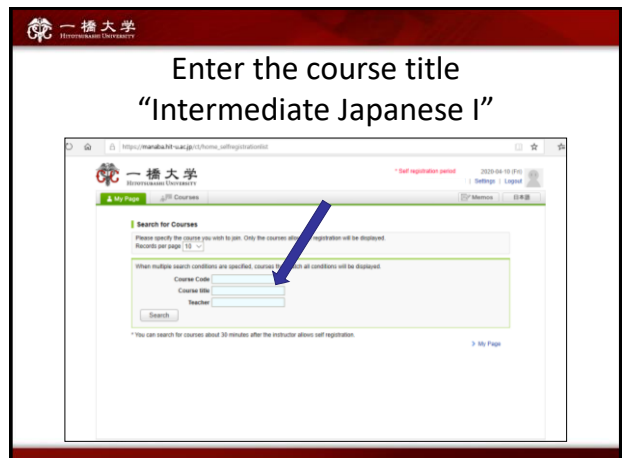 一橋大学
HITOTSUBASHI UNIVERSITY
Enter the course title
“Intermediate Japanese I”
https://manaba.hit-u.ac.jp/ct/home_selfregistrationlist
一橋大学
HITOTSUBASHI UNIVERSITY
* Self registration period
2020-04-10 (Fri)
| Settings | Logout
My Page
Courses
Memos
日本語
Search for Courses
Please specify the course you wish to join. Only the courses registration will be displayed.
Records per page 10
When multiple search conditions are specified, courses all conditions will be displayed.
Course Code
Course title
Teacher
Search
* You can search for courses about 30 minutes after the instructor allows self registration.
My Page